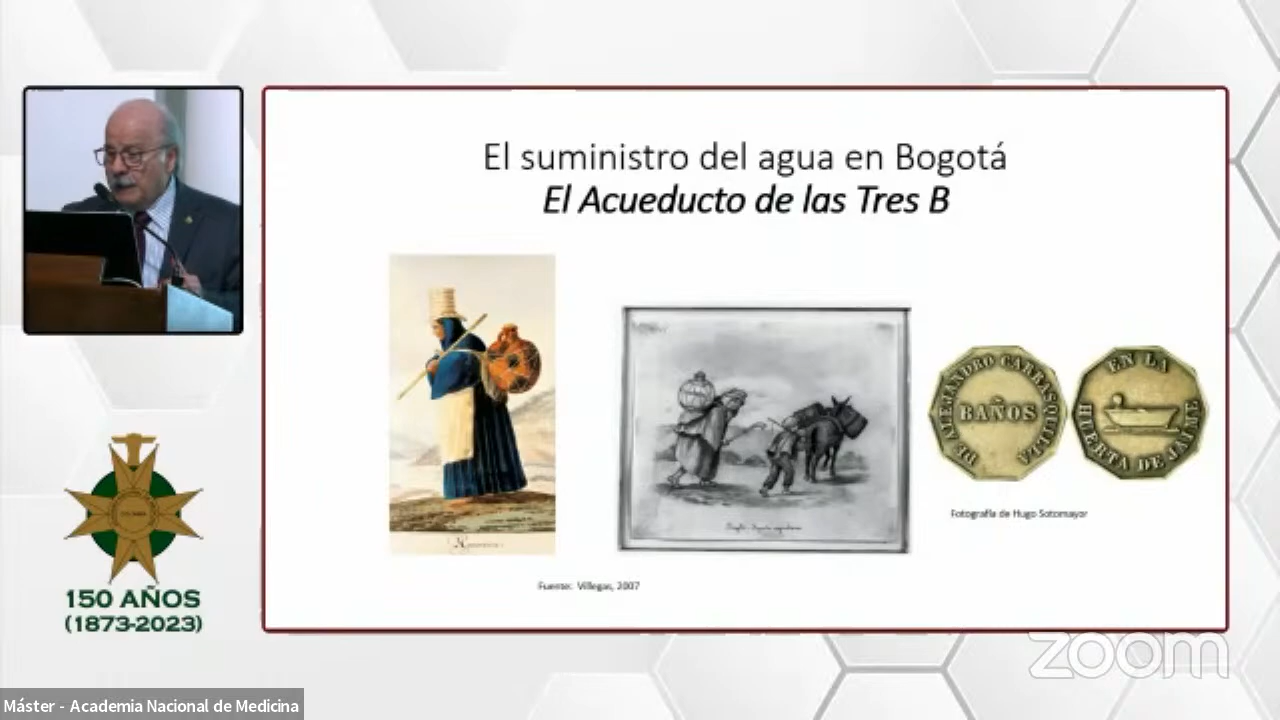 El suministro del agua en Bogotá
El Acueducto de las Tres B
DE ALEJANDRO CARRASQUILLA
BAÑOS
EN LA
HUERTA DE JAIME
Fotografía de Hugo Sotomayor
Fuente: Villegas, 2007
150 AÑOS
(1873-2023)
zoom
Máster - Academia Nacional de Medicina